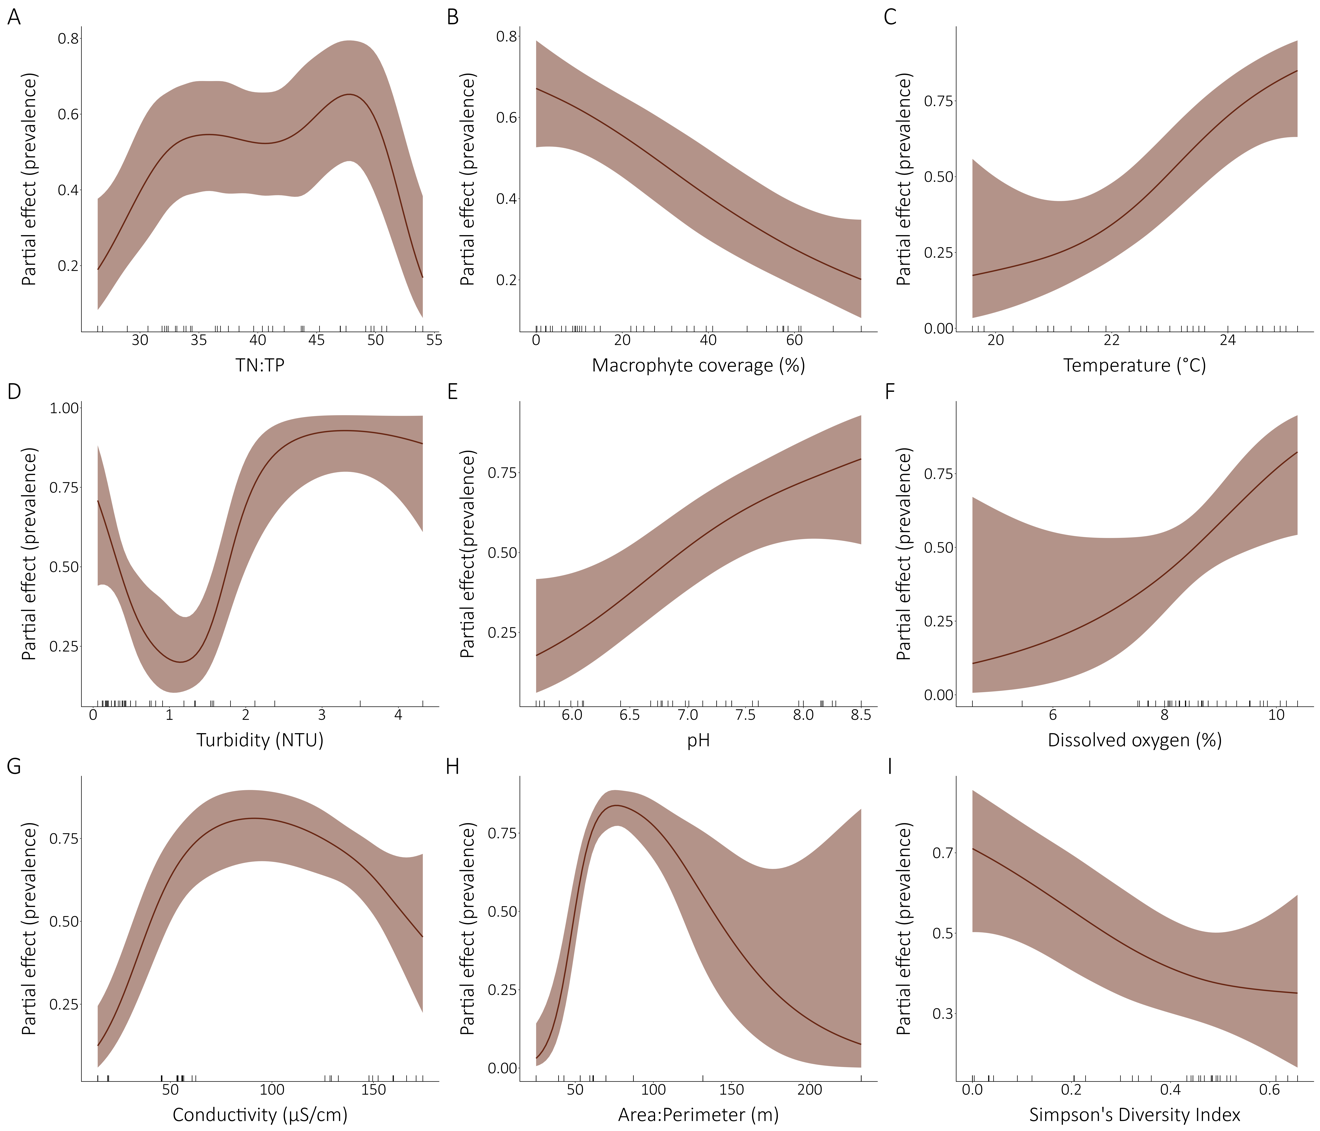 A
Partial effect (prevalence)
0.8
0.6
0.4
0.2
30 35 40 45 50 55
TN:TP
B
Partial effect (prevalence)
0.8
0.6
0.4
0.2
0 20 40 60
Macrophyte coverage (%)
C
Partial effect (prevalence)
0.75
0.50
0.25
0.00
20 22 24
Temperature (°C)
D
Partial effect (prevalence)
1.00
0.75
0.50
0.25
0 1 2 3 4
Turbidity (NTU)
E
Partial effect(prevalence)
0.75
0.50
0.25
6.0 6.5 7.0 7.5 8.0 8.5
pH
F
Partial effect (prevalence)
0.75
0.50
0.25
0.00
6 8 10
Dissolved oxygen (%)
G
Partial effect (prevalence)
0.75
0.50
0.25
50 100 150
Conductivity (µS/cm)
H
Partial effect (prevalence)
0.75
0.50
0.25
0.00
50 100 150 200
Area:Perimeter (m)
I
Partial effect (prevalence)
0.7
0.5
0.3
0.0 0.2 0.4 0.6
Simpson's Diversity Index